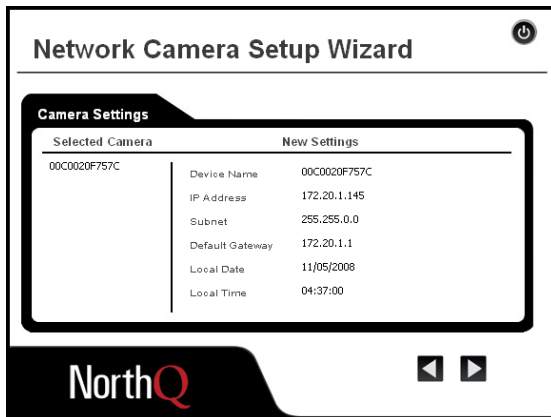 Network Camera Setup Wizard
Camera Settings
Selected Camera New Settings
00C0020F757C
Device Name 00C0020F757C
IP Address 172.20.1.145
Subnet 255.255.0.0
Default Gateway 172.20.1.1
Local Date 11/05/2008
Local Time 04:37:00
NorthQ